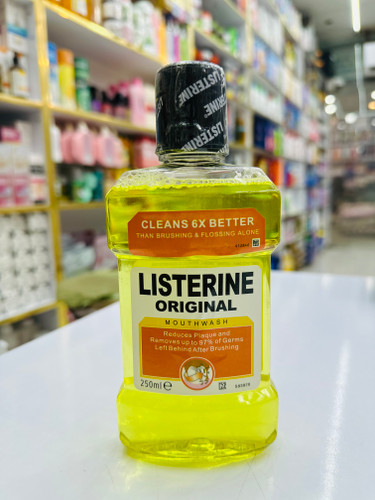 LISTERINE
LISTERINE
CLEANS 6X BETTER
THAN BRUSHING & FLOSSING ALONE
LISTERINE
ORIGINAL
MOUTHWASH
Reduces Plaque and
Removes up to 97% of Germs
Left Behind After Brushing
250ml e